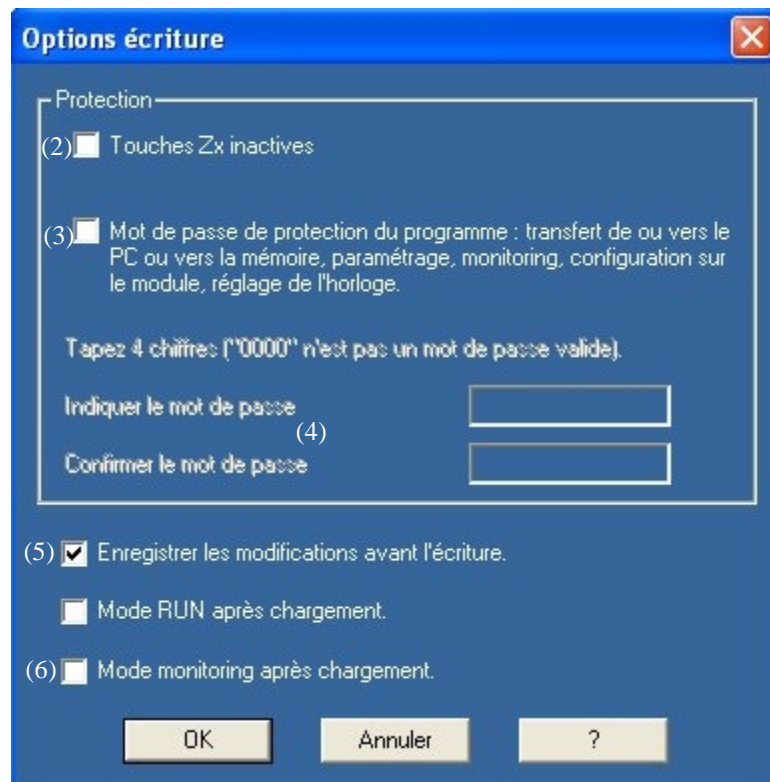 Options écriture
Protection
(2) Touches Zx inactives
(3) Mot de passe de protection du programme : transfert de ou vers le
PC ou vers la mémoire, paramétrage, monitoring, configuration sur
le module, réglage de l'horloge.
Tapez 4 chiffres ("0000" n'est pas un mot de passe valide).
Indiquer le mot de passe
(4)
Confirmer le mot de passe
(5) Enregistrer les modifications avant l'écriture.
Mode RUN après chargement.
(6) Mode monitoring après chargement.
OK Annuler ?